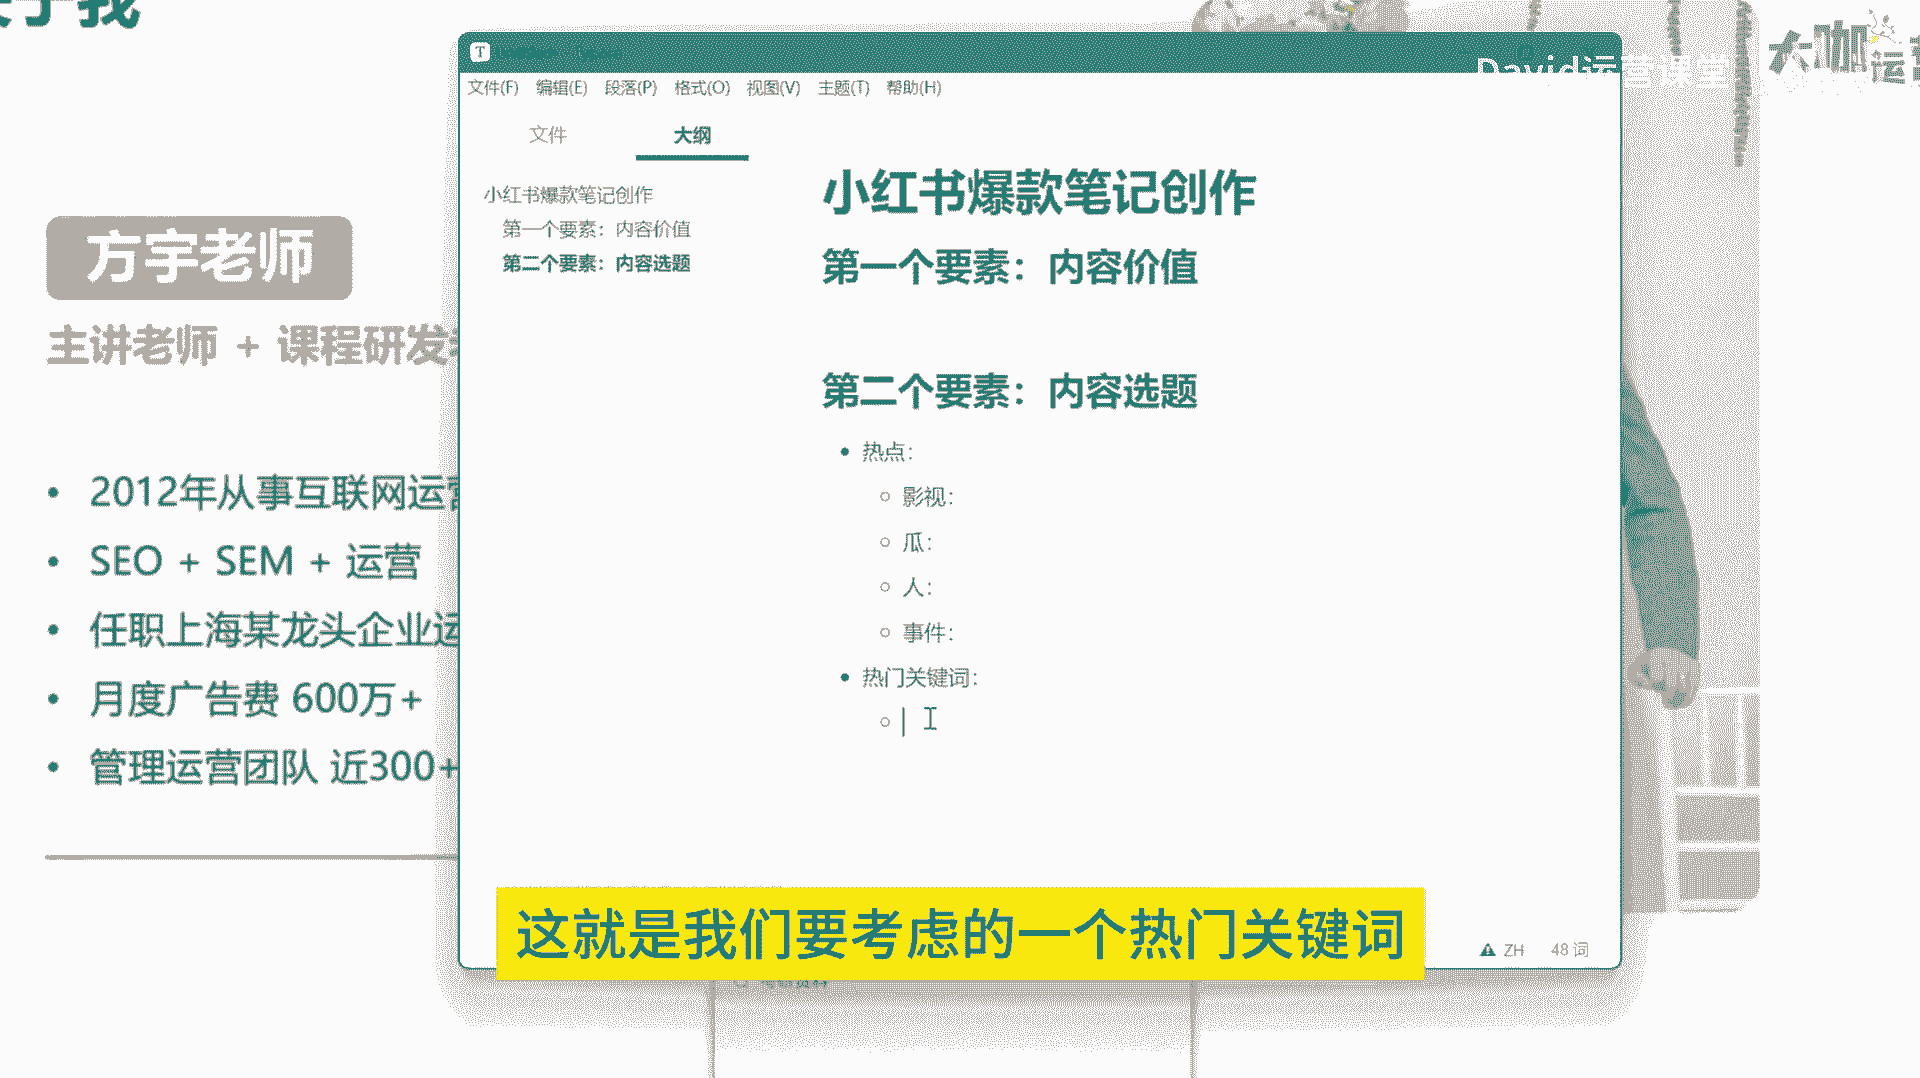 关于我
David运营课堂
大咖运营
T
文件(F) 编辑(E) 段落(P) 格式(O) 视图(V) 主题(T) 帮助(H)
文件 大纲
小红书爆款笔记创作
第一个要素：内容价值
第二个要素：内容选题
小红书爆款笔记创作
第一个要素：内容价值
第二个要素：内容选题
热点：
影视：
瓜：
人：
事件：
热门关键词：
方宇老师
主讲老师 + 课程研发
2012年从事互联网运营
SEO + SEM + 运营
任职上海某龙头企业运
月度广告费 600万+
管理运营团队 近300+
这就是我们要考虑的一个热门关键词
ZH 48 词